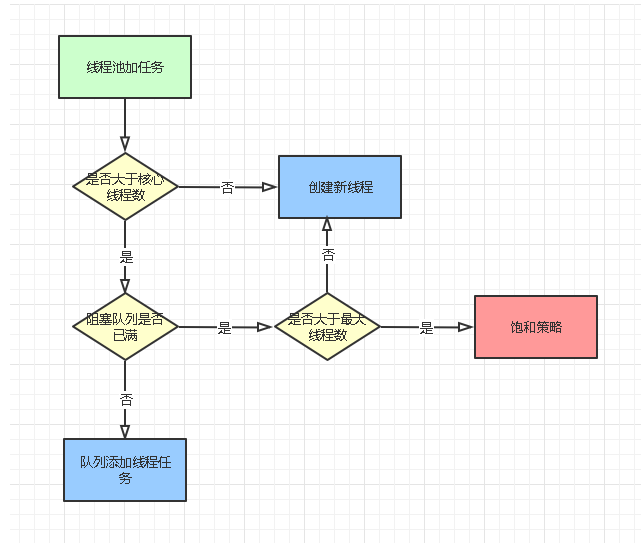 线程池加任务
是否大于核心
线程数
否
创建新线程
是
否
阻塞队列是否
已满
是
是否大于最大
线程数
是
饱和策略
否
队列添加线程任
务